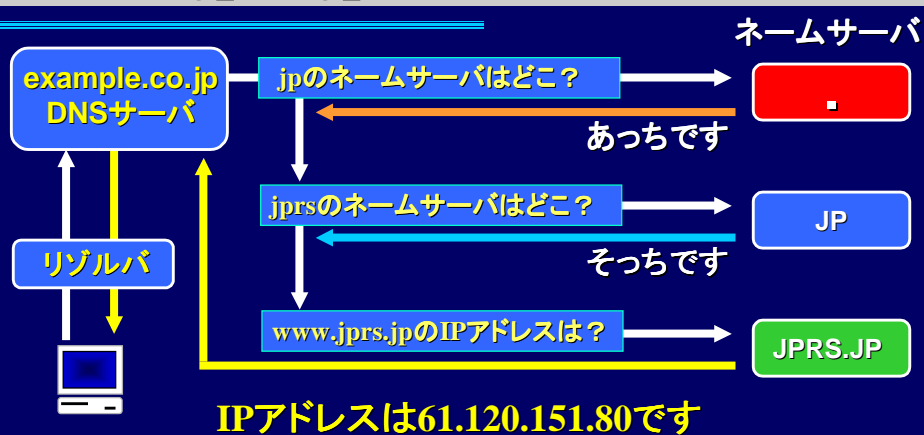 ネームサーバ
example.co.jp
DNSサーバ
jpのネームサーバはどこ？
.
あっちです
jprsのネームサーバはどこ？
JP
そっちです
リゾルバ
www.jprs.jpのIPアドレスは？
JPRS.JP
IPアドレスは61.120.151.80です